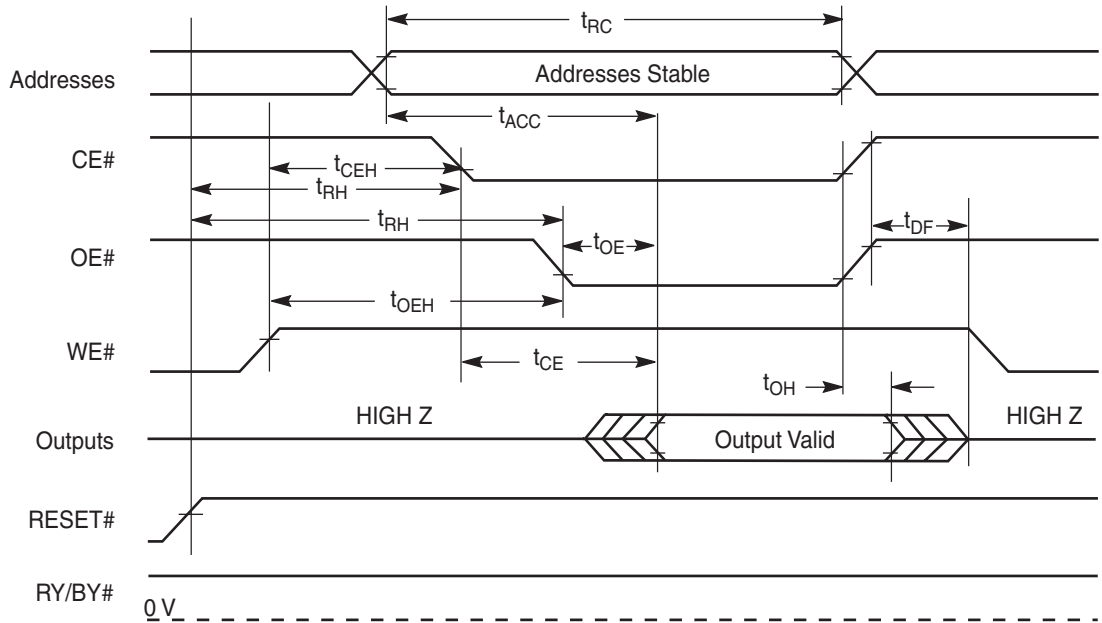 tRC
Addresses
Addresses Stable
tACC
CE#
tCEH
tRH
tRH
tDF
OE#
tOE
tOEH
WE#
tCE
tOH
HIGH Z
HIGH Z
Outputs
Output Valid
RESET#
RY/BY#
0 V